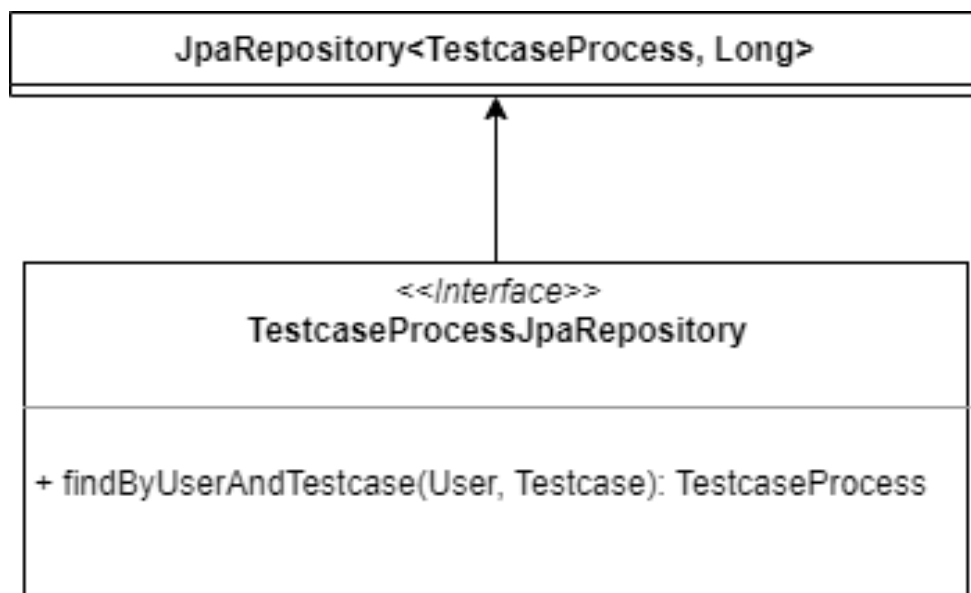 JpaRepository<TestcaseProcess, Long>
<<Interface>>
TestcaseProcessJpaRepository
+ findByUserAndTestcase(User, Testcase): TestcaseProcess